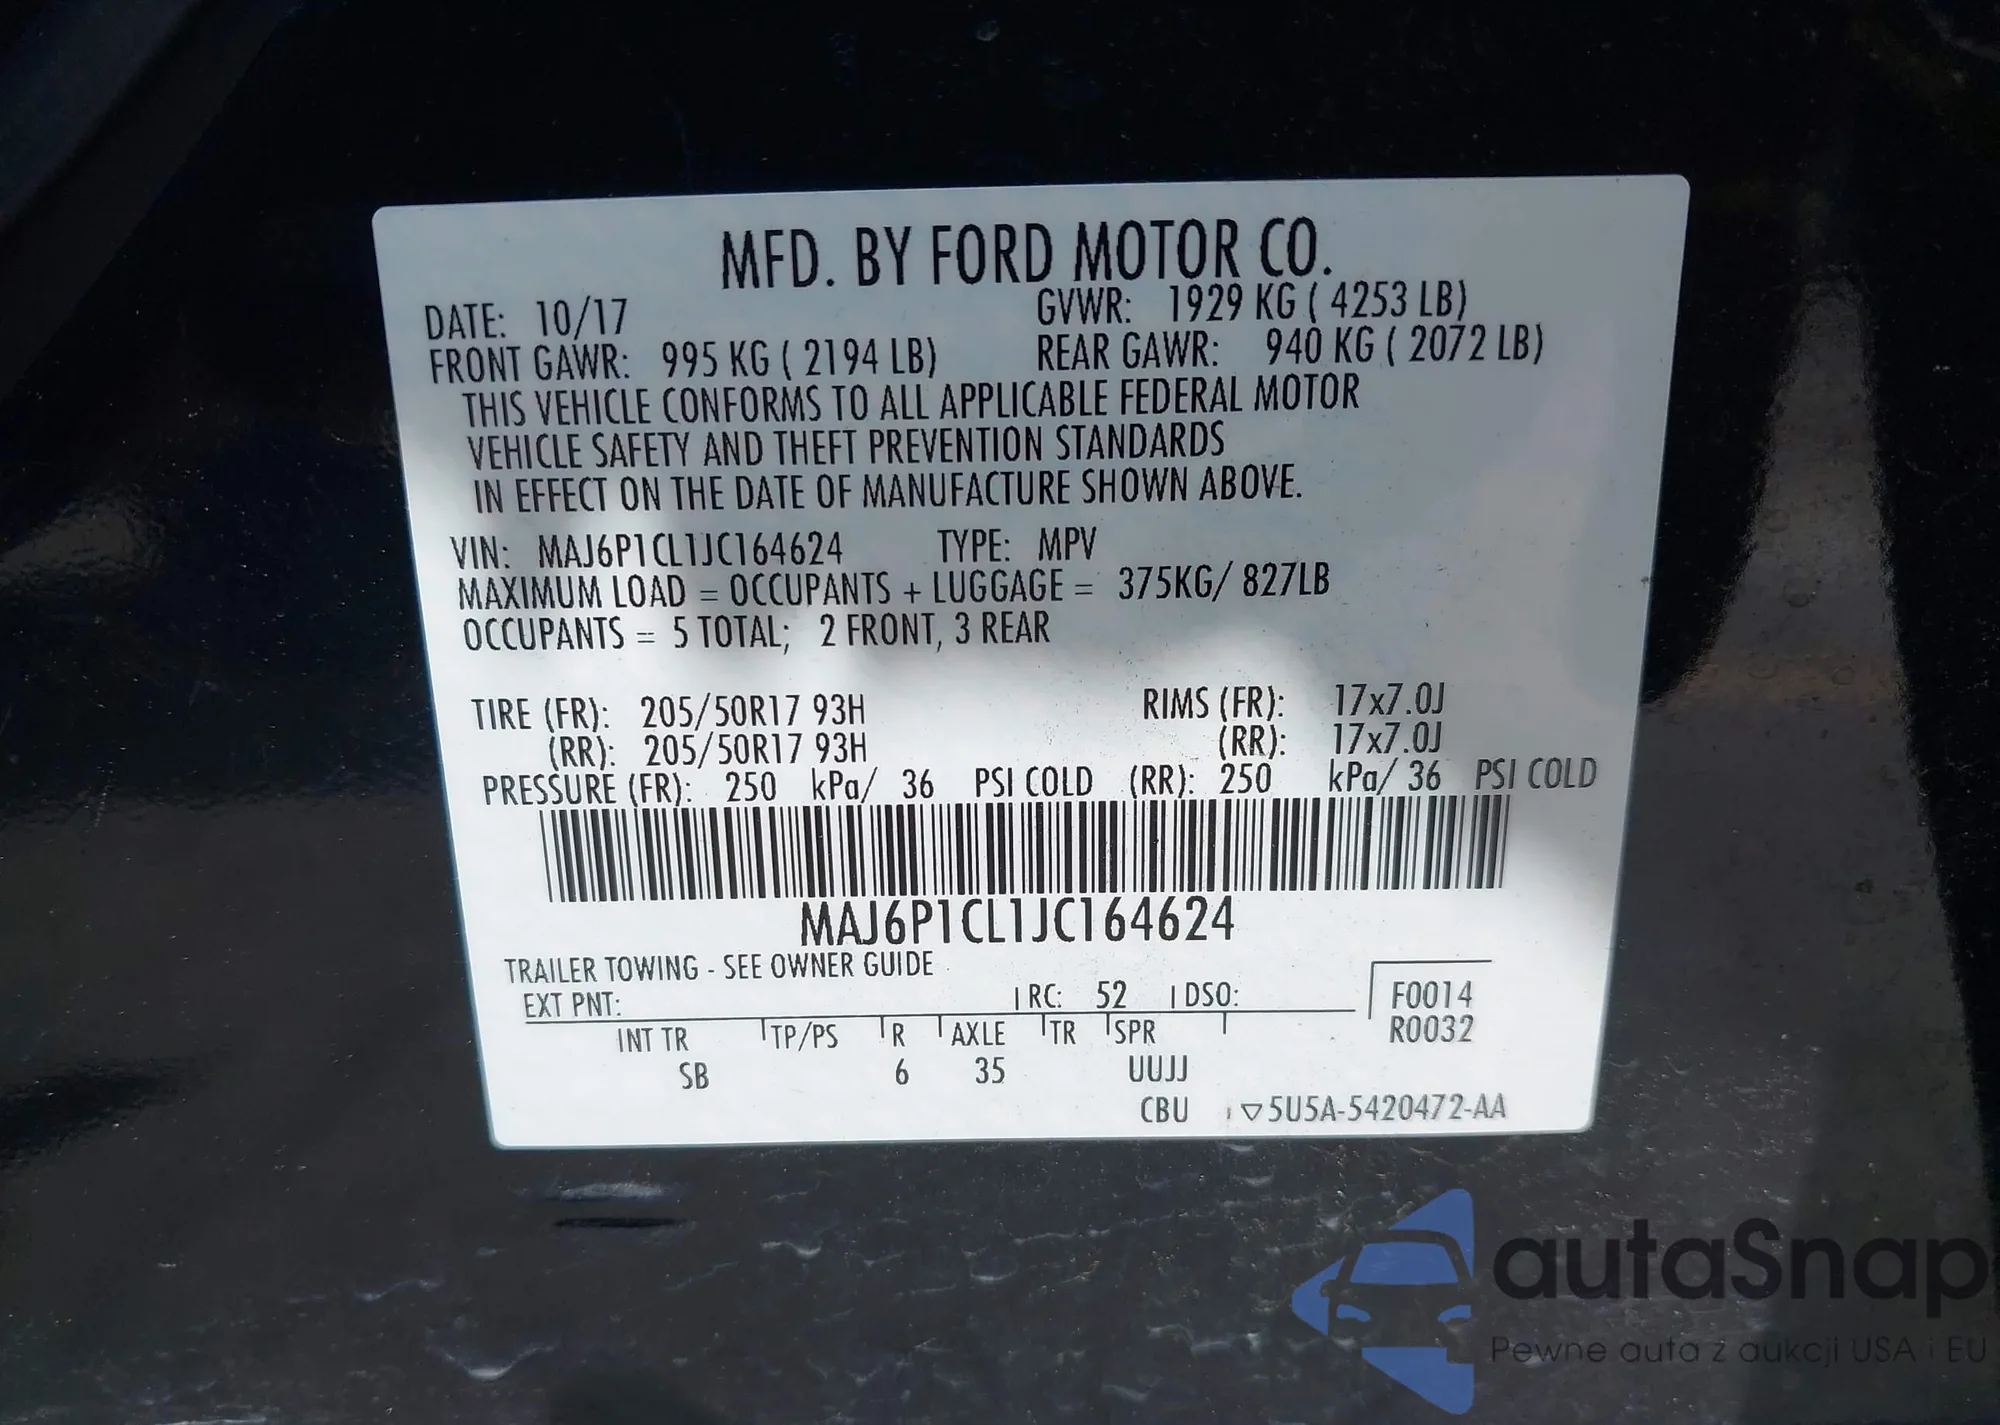 MFD. BY FORD MOTOR CO.
DATE: 10/17 GVWR: 1929 KG ( 4253 LB)
FRONT GAWR: 995 KG ( 2194 LB) REAR GAWR: 940 KG ( 2072 LB)
THIS VEHICLE CONFORMS TO ALL APPLICABLE FEDERAL MOTOR
VEHICLE SAFETY AND THEFT PREVENTION STANDARDS
IN EFFECT ON THE DATE OF MANUFACTURE SHOWN ABOVE.
VIN: MAJ6P1CL1JC164624 TYPE: MPV
MAXIMUM LOAD = OCCUPANTS + LUGGAGE = 375KG/ 827LB
OCCUPANTS = 5 TOTAL; 2 FRONT, 3 REAR
TIRE (FR): 205/50R17 93H RIMS (FR): 17x7.0J
(RR): 205/50R17 93H (RR): 17x7.0J
PRESSURE (FR): 250 kPa/ 36 PSI COLD (RR): 250 kPa/ 36 PSI COLD
MAJ6P1CL1JC164624
TRAILER TOWING - SEE OWNER GUIDE
EXT PNT: RC: 52 DSO: F0014
R0032
INT TR TP/PS R AXLE TR SPR
SB 6 35 UUJJ
CBU ▽5U5A-5420472-AA
autaSnap
Pewne auta z aukcji USA i EU